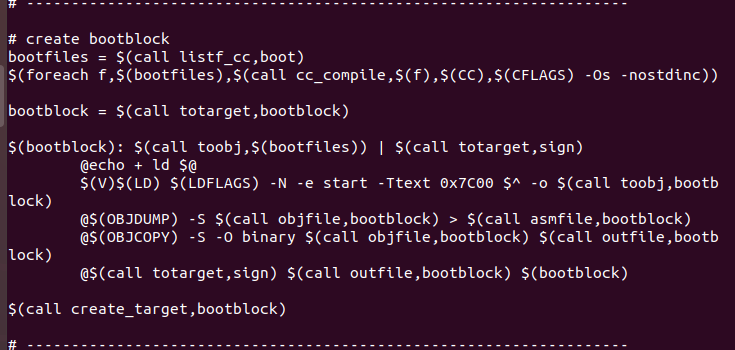 # -------------------------------------------------------------------

# create bootblock
bootfiles = $(call listf_cc,boot)
$(foreach f,$(bootfiles),$(call cc_compile,$(f),$(CC),$(CFLAGS) -Os -nostdinc))

bootblock = $(call totarget,bootblock)

$(bootblock): $(call toobj,$(bootfiles)) | $(call totarget,sign)
        @echo + ld $@
        $(V)$(LD) $(LDFLAGS) -N -e start -Ttext 0x7C00 $^ -o $(call toobj,bootb
lock)
        @$(OBJDUMP) -S $(call objfile,bootblock) > $(call asmfile,bootblock)
        @$(OBJCOPY) -S -O binary $(call objfile,bootblock) $(call outfile,bootb
lock)
        @$(call totarget,sign) $(call outfile,bootblock) $(bootblock)

$(call create_target,bootblock)

# -------------------------------------------------------------------